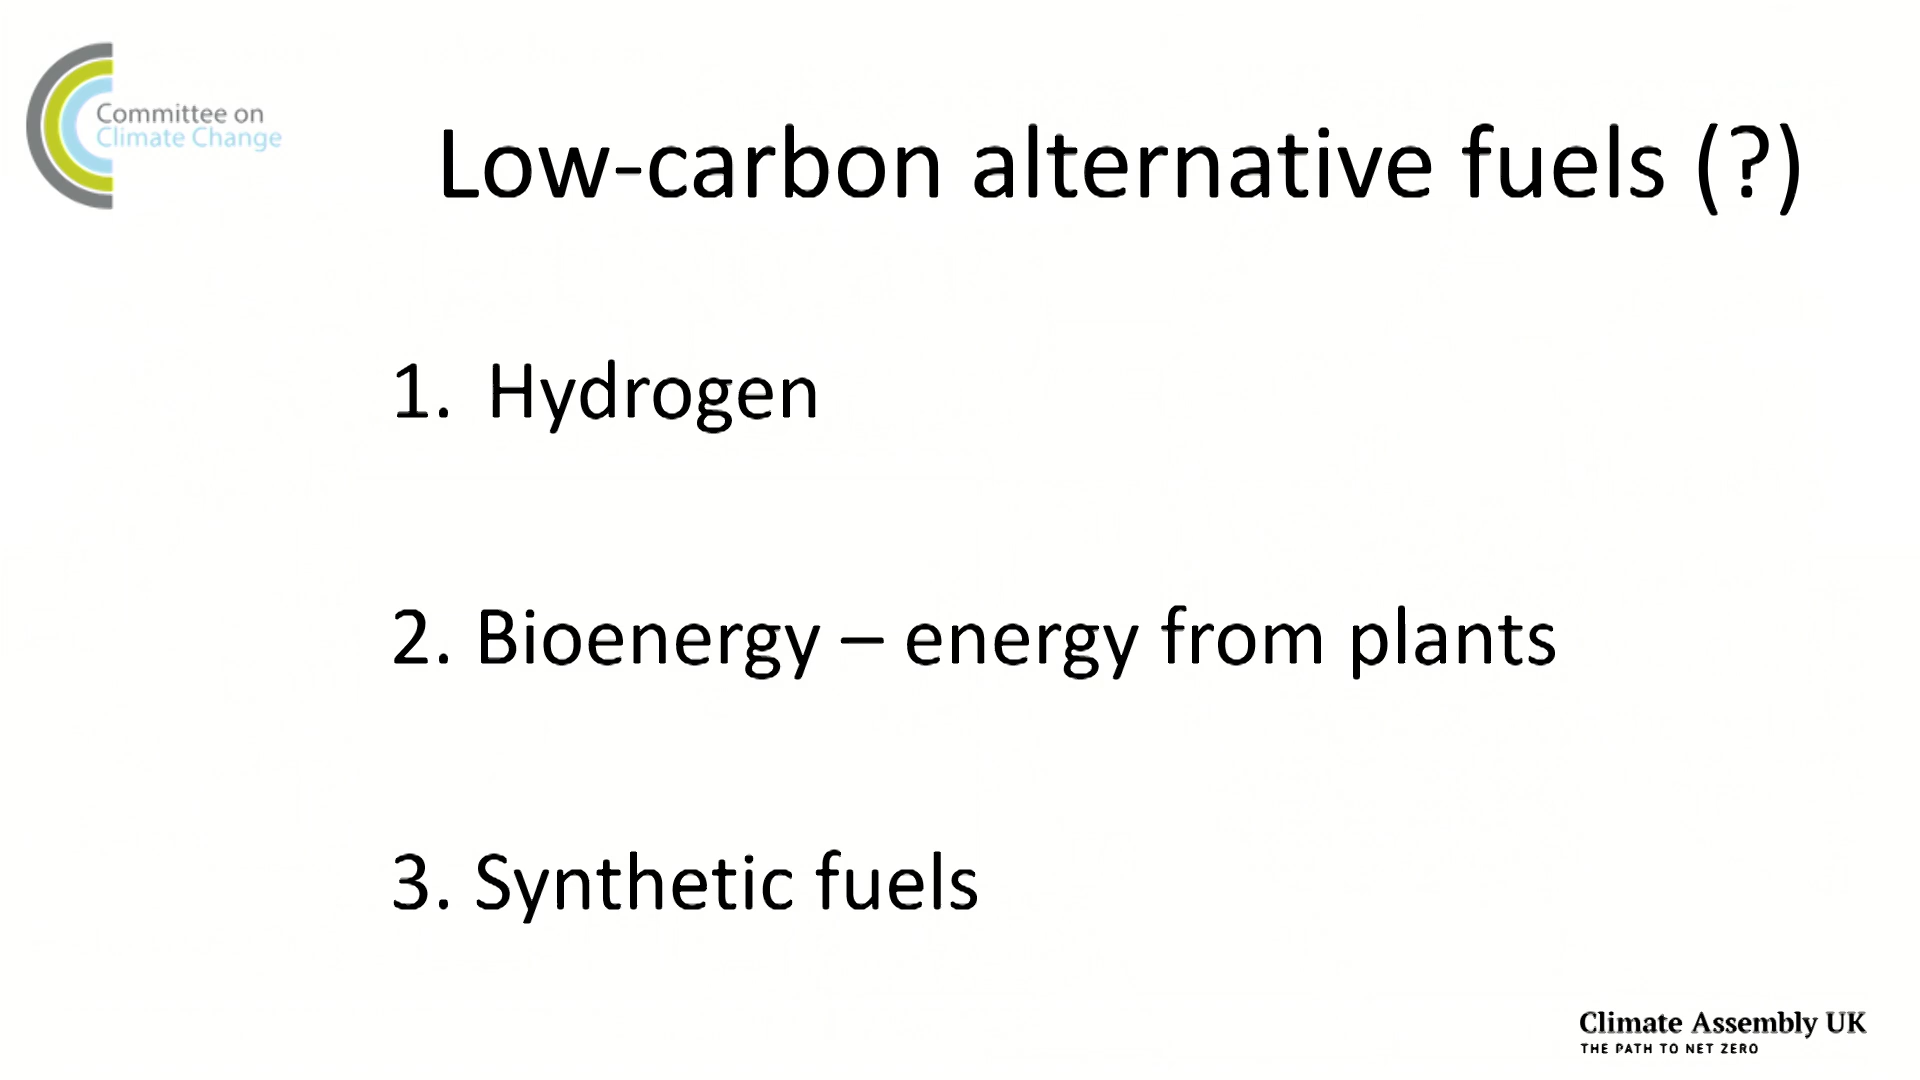 Committee on
Climate Change
Low-carbon alternative fuels (?)
1. Hydrogen
2. Bioenergy – energy from plants
3. Synthetic fuels
Climate Assembly UK
THE PATH TO NET ZERO